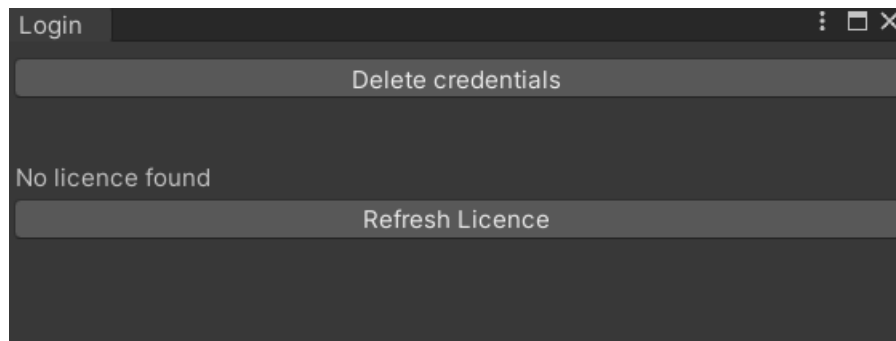 Login
Delete credentials
No licence found
Refresh Licence